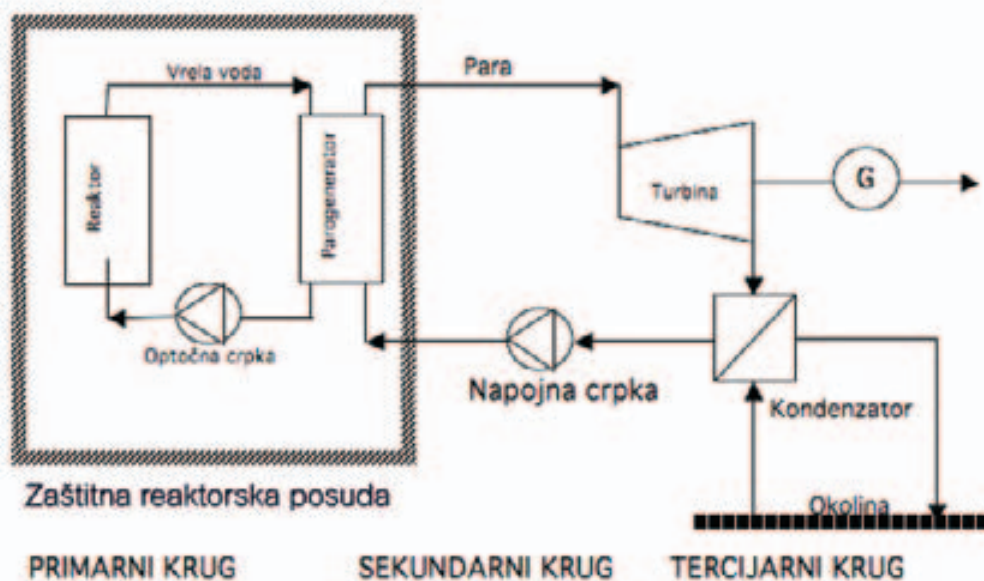 Vrela voda
Para
Reaktor
Parogenerator
Turbina
G
Optočna crpka
Napojna crpka
Kondenzator
Zaštitna reaktorska posuda
Okolina
PRIMARNI KRUG
SEKUNDARNI KRUG
TERCIJARNI KRUG